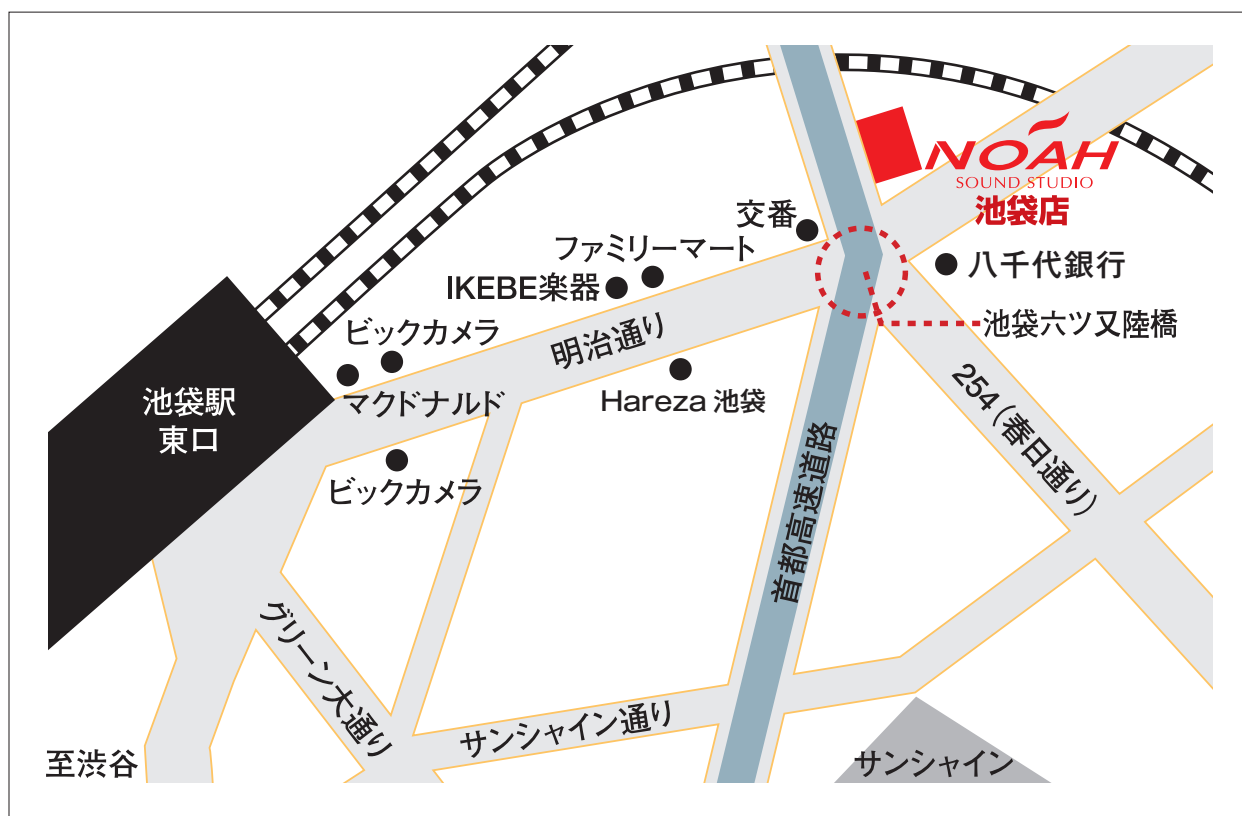 NOAH
SOUND STUDIO
池袋店
交番
ファミリーマート
八千代銀行
IKEBE楽器
池袋六ツ又陸橋
ビックカメラ
明治通り
マクドナルド
Hareza 池袋
池袋駅
東口
254(春日通り)
ビックカメラ
首都高速道路
グリーン大通り
サンシャイン通り
至渋谷
サンシャイン